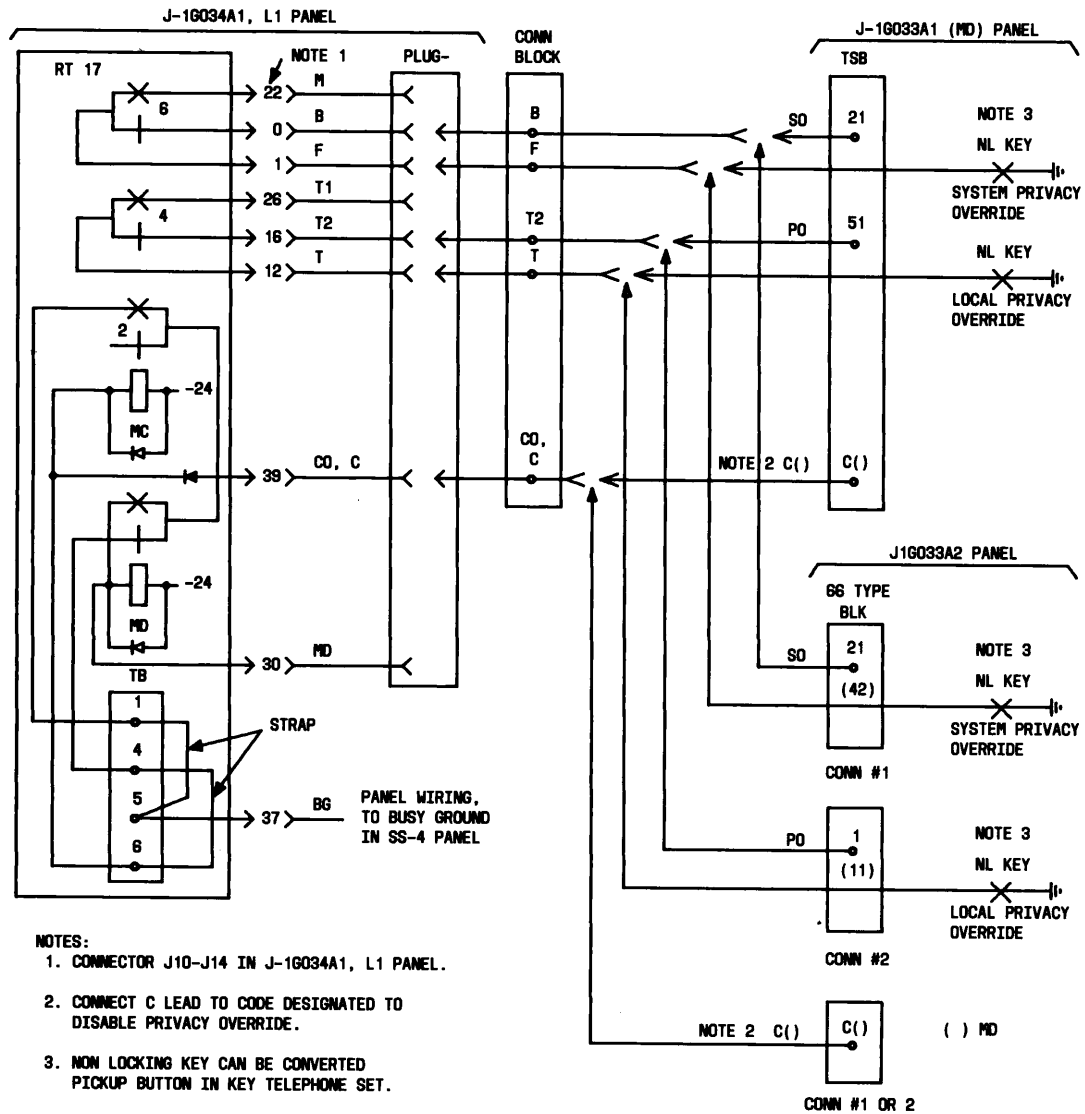 J-1G034A1, L1 PANEL
RT 17
NOTE 1
PLUG-
CONN
BLOCK
J-1G033A1 (MD) PANEL
TSB
6
22
M
0
B
B
SO
21
NOTE 3
NL KEY
1
F
F
SYSTEM PRIVACY
OVERRIDE
4
26
T1
16
T2
T2
PO
51
NL KEY
12
T
T
LOCAL PRIVACY
OVERRIDE
2
-24
MC
39
CO, C
CO,
C
NOTE 2 C()
C()
-24
MD
30
MD
J1G033A2 PANEL
66 TYPE
BLK
SO
21
(42)
NOTE 3
NL KEY
SYSTEM PRIVACY
OVERRIDE
CONN #1
TB
1
4
5
6
STRAP
37
BG
PANEL WIRING,
TO BUSY GROUND
IN SS-4 PANEL
PO
1
(11)
NOTE 3
NL KEY
LOCAL PRIVACY
OVERRIDE
CONN #2
NOTE 2 C()
C()
( ) MD
CONN #1 OR 2
NOTES:
1. CONNECTOR J10-J14 IN J-1G034A1, L1 PANEL.
2. CONNECT C LEAD TO CODE DESIGNATED TO
DISABLE PRIVACY OVERRIDE.
3. NON LOCKING KEY CAN BE CONVERTED
PICKUP BUTTON IN KEY TELEPHONE SET.